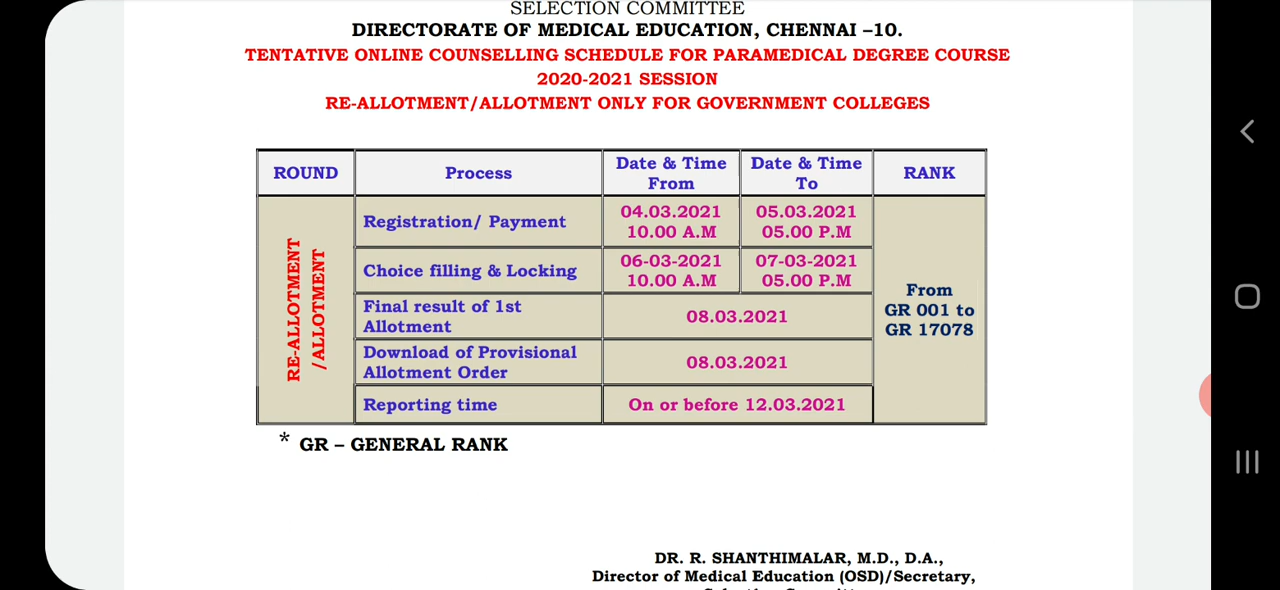 SELECTION COMMITTEE
DIRECTORATE OF MEDICAL EDUCATION, CHENNAI –10.
TENTATIVE ONLINE COUNSELLING SCHEDULE FOR PARAMEDICAL DEGREE COURSE
2020-2021 SESSION
RE-ALLOTMENT/ALLOTMENT ONLY FOR GOVERNMENT COLLEGES
ROUND
Process
Date & Time
From
Date & Time
To
RANK
RE-ALLOTMENT
/ALLOTMENT
Registration/ Payment
04.03.2021
10.00 A.M
05.03.2021
05.00 P.M
Choice filling & Locking
06-03-2021
10.00 A.M
07-03-2021
05.00 P.M
Final result of 1st
Allotment
08.03.2021
Download of Provisional
Allotment Order
08.03.2021
Reporting time
On or before 12.03.2021
From
GR 001 to
GR 17078
* GR – GENERAL RANK
DR. R. SHANTHIMALAR, M.D., D.A.,
Director of Medical Education (OSD)/Secretary,